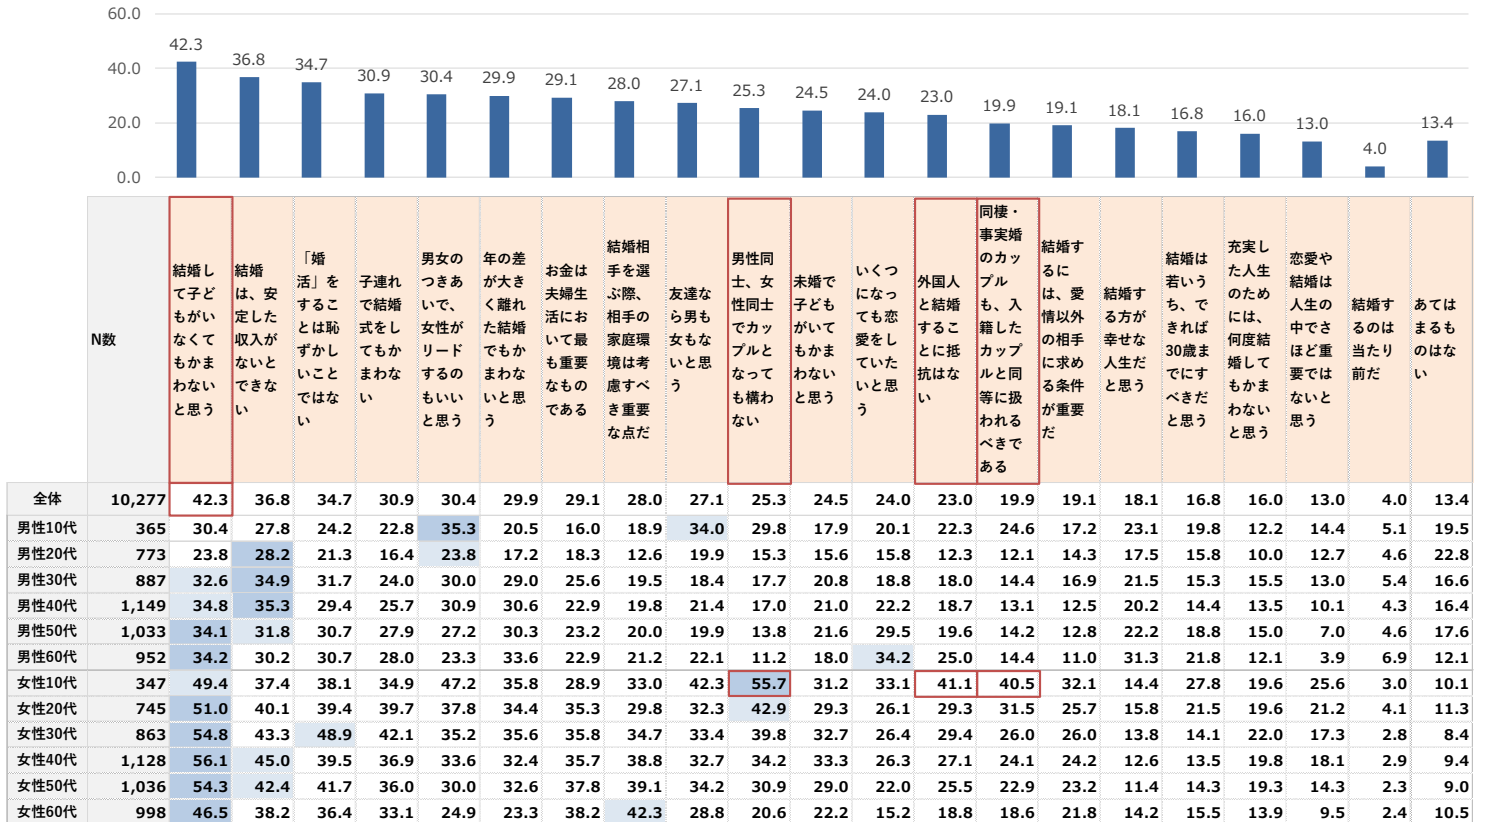 60.0
40.0
20.0
0.0
42.3 36.8 34.7 30.9 30.4 29.9 29.1 28.0 27.1 25.3 24.5 24.0 23.0 19.9 19.1 18.1 16.8 16.0 13.0 4.0 13.4
N数
結婚し
て子ど
もがい
なくて
もかま
わない
と思う
結婚
は、安
定した
収入が
ないと
できな
い
「婚
活」を
するこ
とは恥
ずかし
いこと
ではな
い
子連れ
で結婚
式をし
てもか
まわな
い
男女の
つきあ
いで、
女性が
リード
するの
もいい
と思う
年の差
が大き
く離れ
た結婚
でもか
まわな
いと思
う
お金は
夫婦生
活にお
いて最
も重要
なもの
である
結婚相
手を選
ぶ際、
相手の
家庭環
境は考
慮すべ
き重要
な点だ
友達な
ら男も
女もな
いと思
う
男性同
士、女
性同士
でカッ
プルと
なって
も構わ
ない
未婚で
子ども
がいて
もかま
わない
と思う
いくつ
になっ
ても恋
愛をし
ていた
いと思
う
外国人
と結婚
するこ
とに抵
抗はな
い
同棲・
事実婚
のカッ
プル
も、入
籍した
カップ
ルと同
等に扱
われる
べきで
ある
結婚す
るに
は、愛
情以外
の相手
に求め
る条件
が重要
だ
結婚す
る方が
幸せな
人生だ
と思う
結婚は
若いう
ち、で
きれば
30歳ま
でにす
べきだ
と思う
充実し
た人生
のため
には、
何度結
婚して
もかま
わない
と思う
恋愛や
結婚は
人生の
中でさ
ほど重
要では
ないと
思う
結婚す
るのは
当たり
前だ
あては
まるも
のはな
い
全体 10,277 42.3 36.8 34.7 30.9 30.4 29.9 29.1 28.0 27.1 25.3 24.5 24.0 23.0 19.9 19.1 18.1 16.8 16.0 13.0 4.0 13.4
男性10代 365 30.4 27.8 24.2 22.8 35.3 20.5 16.0 18.9 34.0 29.8 17.9 20.1 22.3 24.6 17.2 23.1 19.8 12.2 14.4 5.1 19.5
男性20代 773 23.8 28.2 21.3 16.4 23.8 17.2 18.3 12.6 19.9 15.3 15.6 15.8 12.3 12.1 14.3 17.5 15.8 10.0 12.7 4.6 22.8
男性30代 887 32.6 34.9 31.7 24.0 30.0 29.0 25.6 19.5 18.4 17.7 20.8 18.8 18.0 14.4 16.9 21.5 15.3 15.5 13.0 5.4 16.6
男性40代 1,149 34.8 35.3 29.4 25.7 30.9 30.6 22.9 19.8 21.4 17.0 21.0 22.2 18.7 13.1 12.5 20.2 14.4 13.5 10.1 4.3 16.4
男性50代 1,033 34.1 31.8 30.7 27.9 27.2 30.3 23.2 20.0 19.9 13.8 21.6 29.5 19.6 14.2 12.8 22.2 18.8 15.0 7.0 4.6 17.6
男性60代 952 34.2 30.2 30.7 28.0 23.3 33.6 22.9 21.2 22.1 11.2 18.0 34.2 25.0 14.4 11.0 31.3 21.8 12.1 3.9 6.9 12.1
女性10代 347 49.4 37.4 38.1 34.9 47.2 35.8 28.9 33.0 42.3 55.7 31.2 33.1 41.1 40.5 32.1 14.4 27.8 19.6 25.6 3.0 10.1
女性20代 745 51.0 40.1 39.4 39.7 37.8 34.4 35.3 29.8 32.3 42.9 29.3 26.1 29.3 31.5 25.7 15.8 21.5 19.6 21.2 4.1 11.3
女性30代 863 54.8 43.3 48.9 42.1 35.2 35.6 35.8 34.7 33.4 39.8 32.7 26.4 29.4 26.0 26.0 13.8 14.1 22.0 17.3 2.8 8.4
女性40代 1,128 56.1 45.0 39.5 36.9 33.6 32.4 35.7 38.8 32.7 34.2 33.3 26.3 27.1 24.1 24.2 12.6 13.5 19.8 18.1 2.9 9.4
女性50代 1,036 54.3 42.4 41.7 36.0 30.0 32.6 37.8 39.1 34.2 30.9 29.0 22.0 25.5 22.9 23.2 11.4 14.3 19.3 14.3 2.3 9.0
女性60代 998 46.5 38.2 36.4 33.1 24.9 23.3 38.2 42.3 28.8 20.6 22.2 15.2 18.8 18.6 21.8 14.2 15.5 13.9 9.5 2.4 10.5